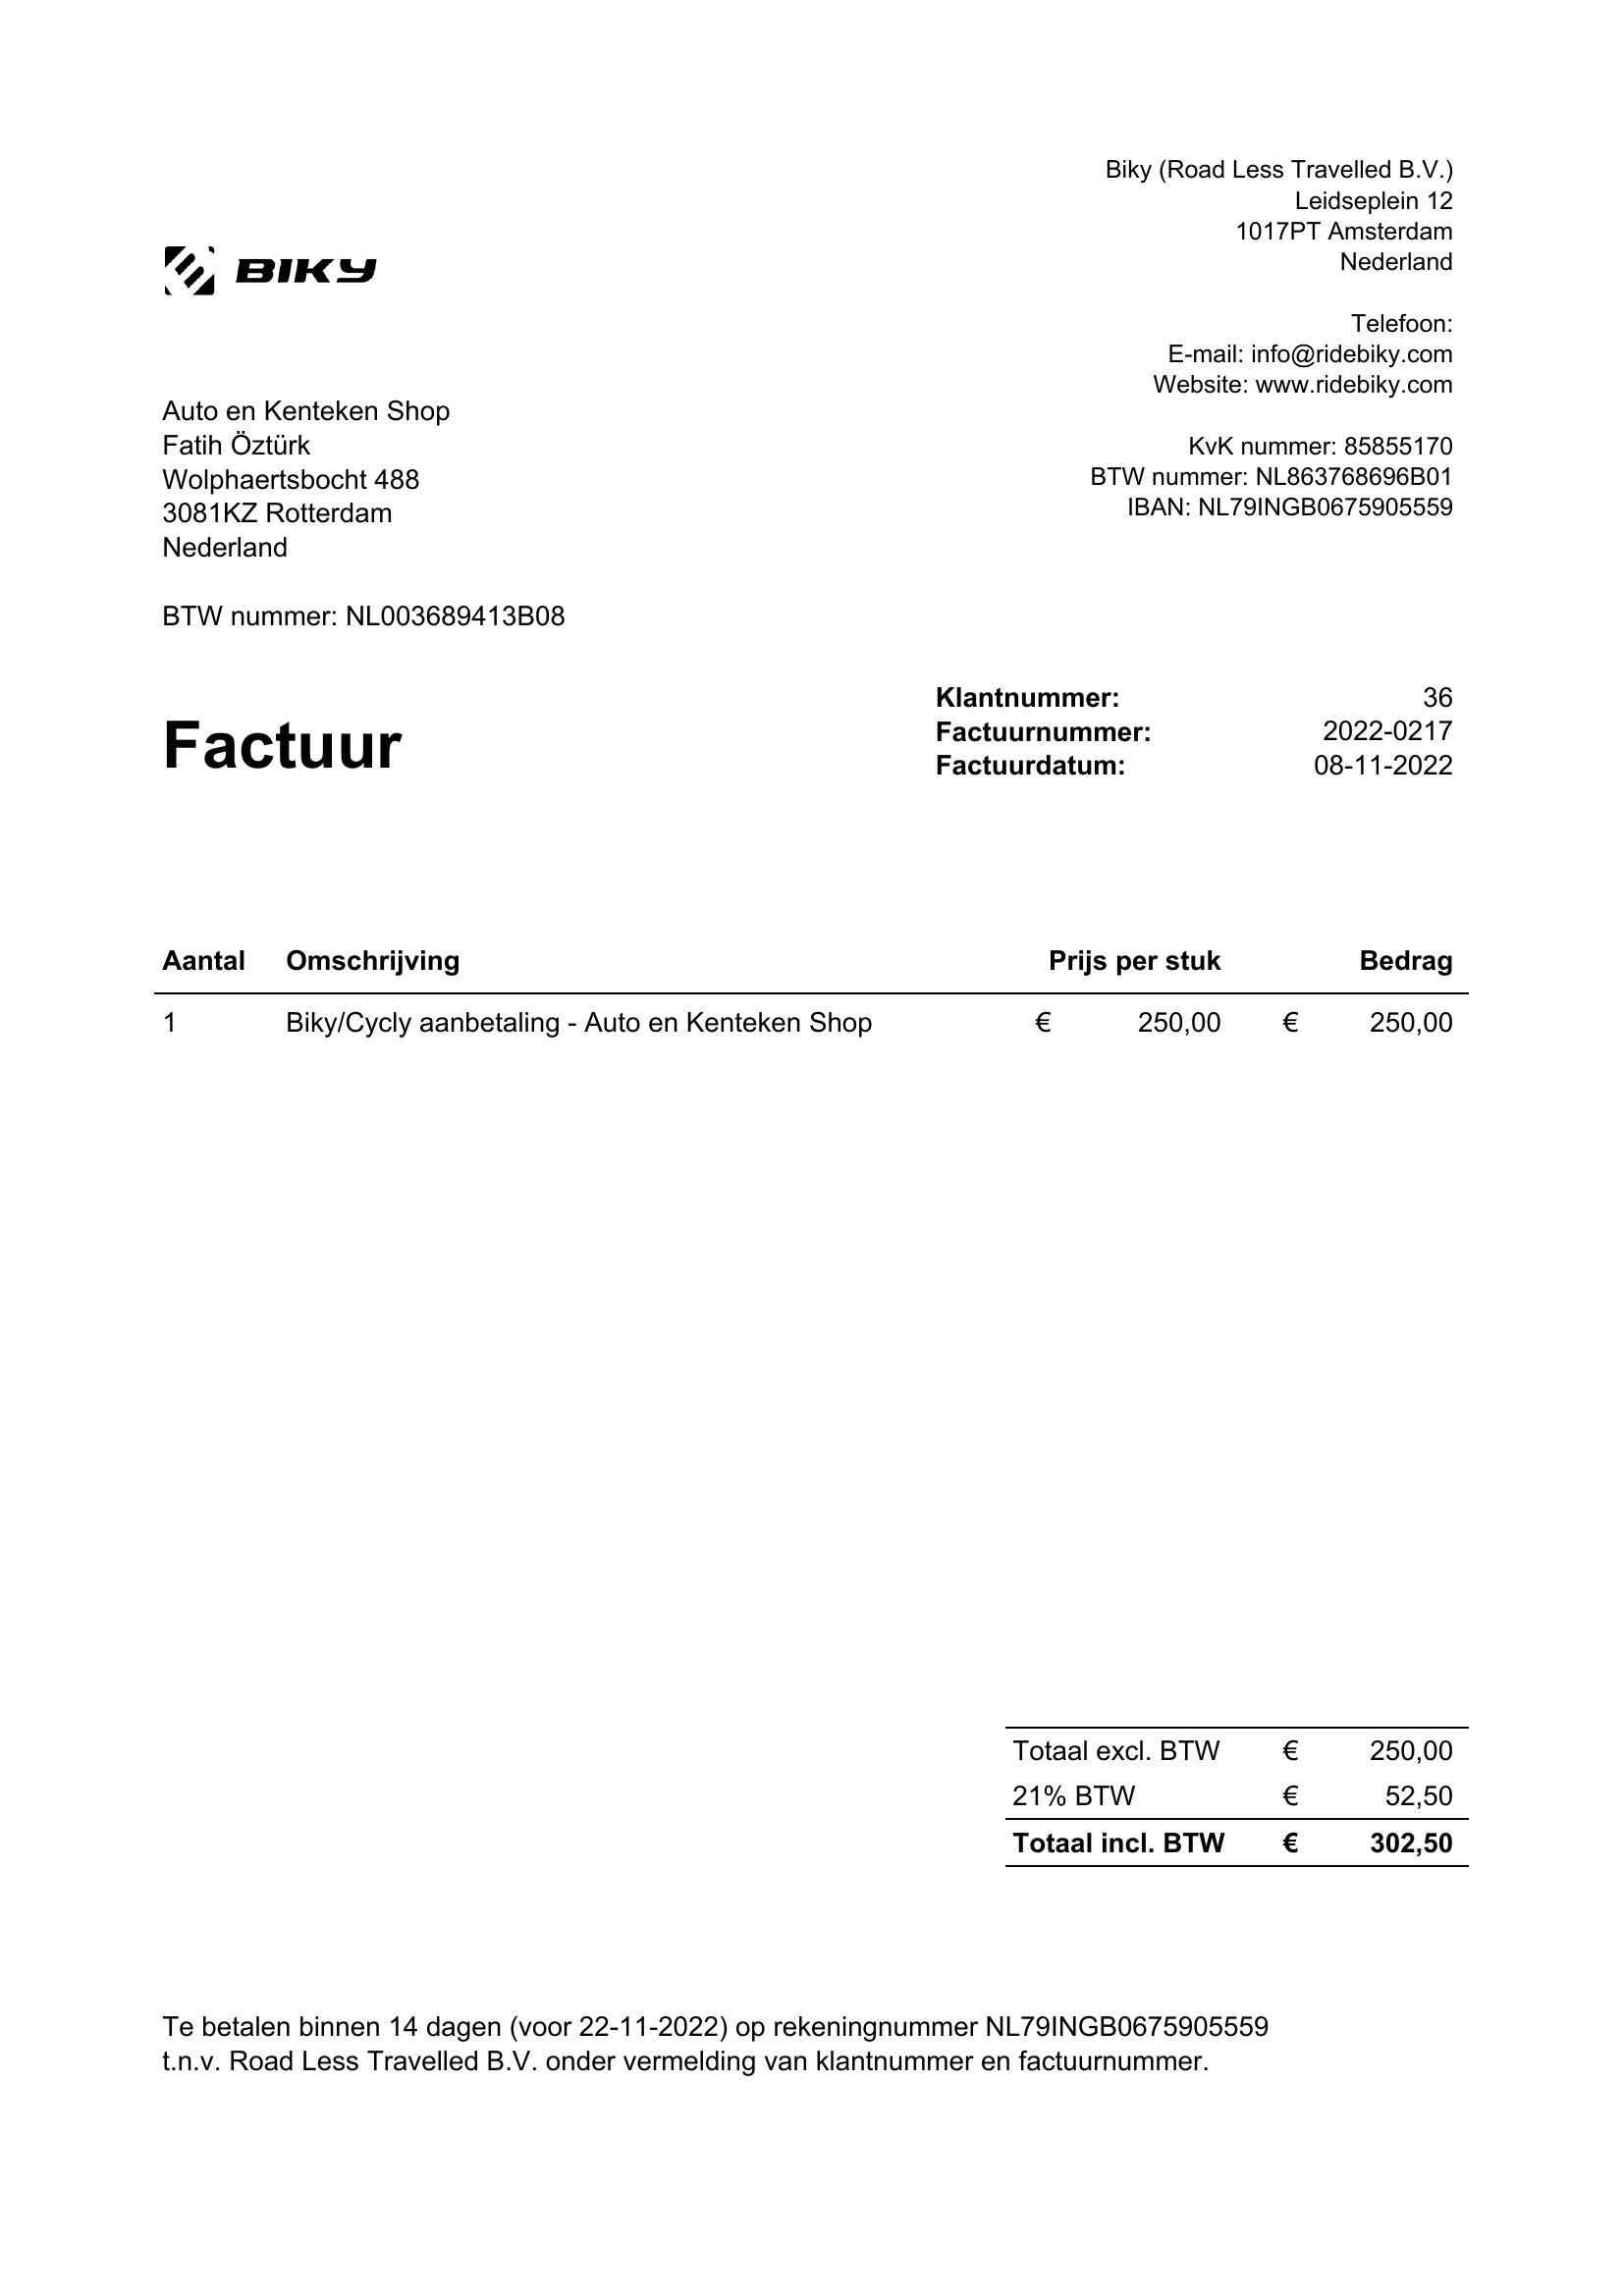 Biky (Road Less Travelled B.V.)
Leidseplein 12
1017PT Amsterdam
Nederland
BIKY
Telefoon:
E-mail: info@ridebiky.com
Website: www.ridebiky.com
Auto en Kenteken Shop
Fatih Öztürk
Wolphaertsbocht 488
3081KZ Rotterdam
Nederland
KvK nummer: 85855170
BTW nummer: NL863768696B01
IBAN: NL79INGB0675905559
BTW nummer: NL003689413B08
Factuur
Klantnummer: 36
Factuurnummer: 2022-0217
Factuurdatum: 08-11-2022
Aantal Omschrijving Prijs per stuk Bedrag
1 Biky/Cycly aanbetaling - Auto en Kenteken Shop € 250,00 € 250,00
Totaal excl. BTW € 250,00
21% BTW € 52,50
Totaal incl. BTW € 302,50
Te betalen binnen 14 dagen (voor 22-11-2022) op rekeningnummer NL79INGB0675905559
t.n.v. Road Less Travelled B.V. onder vermelding van klantnummer en factuurnummer.